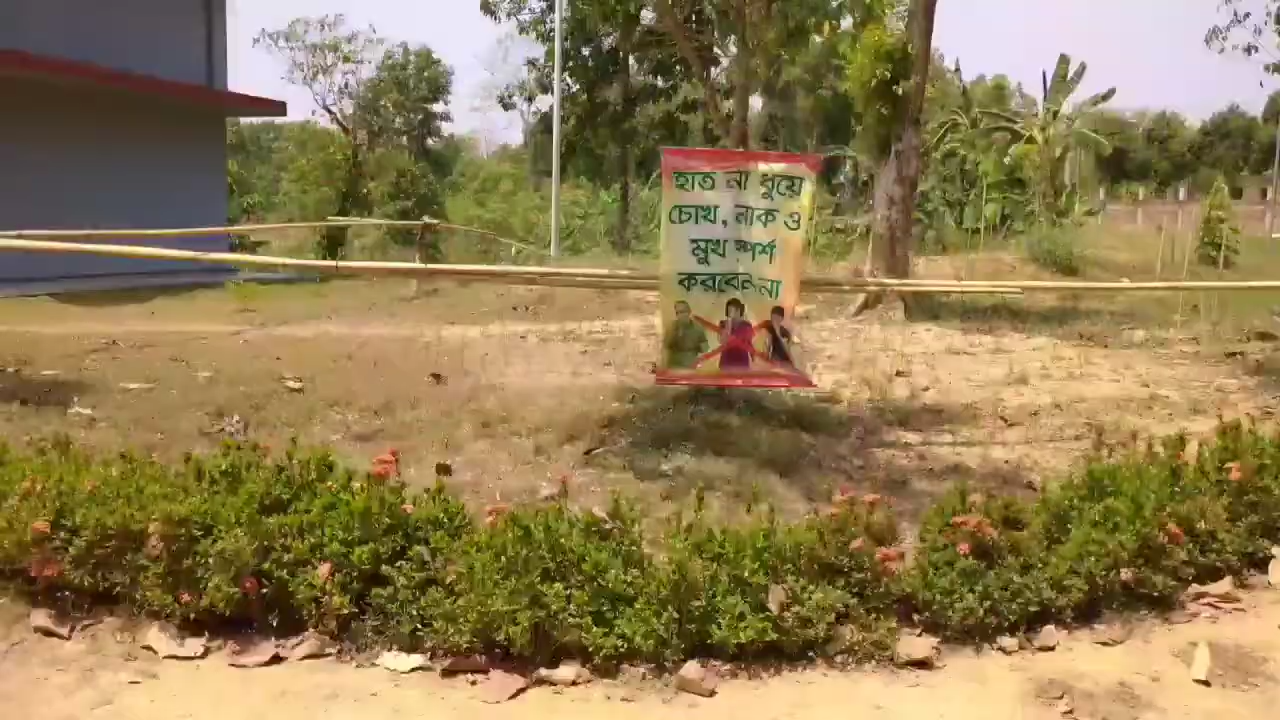 হাত না ধুয়ে
চোখ, নাক ও
মুখ স্পর্শ
করবেন না